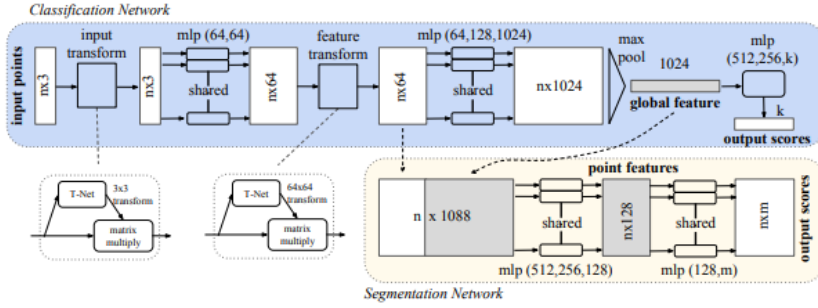 Classification Network
input points
nx3
input
transform
nx3
mlp (64,64)
shared
nx64
feature
transform
nx64
mlp (64,128,1024)
shared
nx1024
max
pool
1024
global feature
mlp
(512,256,k)
k
output scores
T-Net
3x3
transform
matrix
multiply
T-Net
64x64
transform
matrix
multiply
point features
n x 1088
shared
mlp (512,256,128)
nx128
shared
mlp (128,m)
nxm
output scores
Segmentation Network